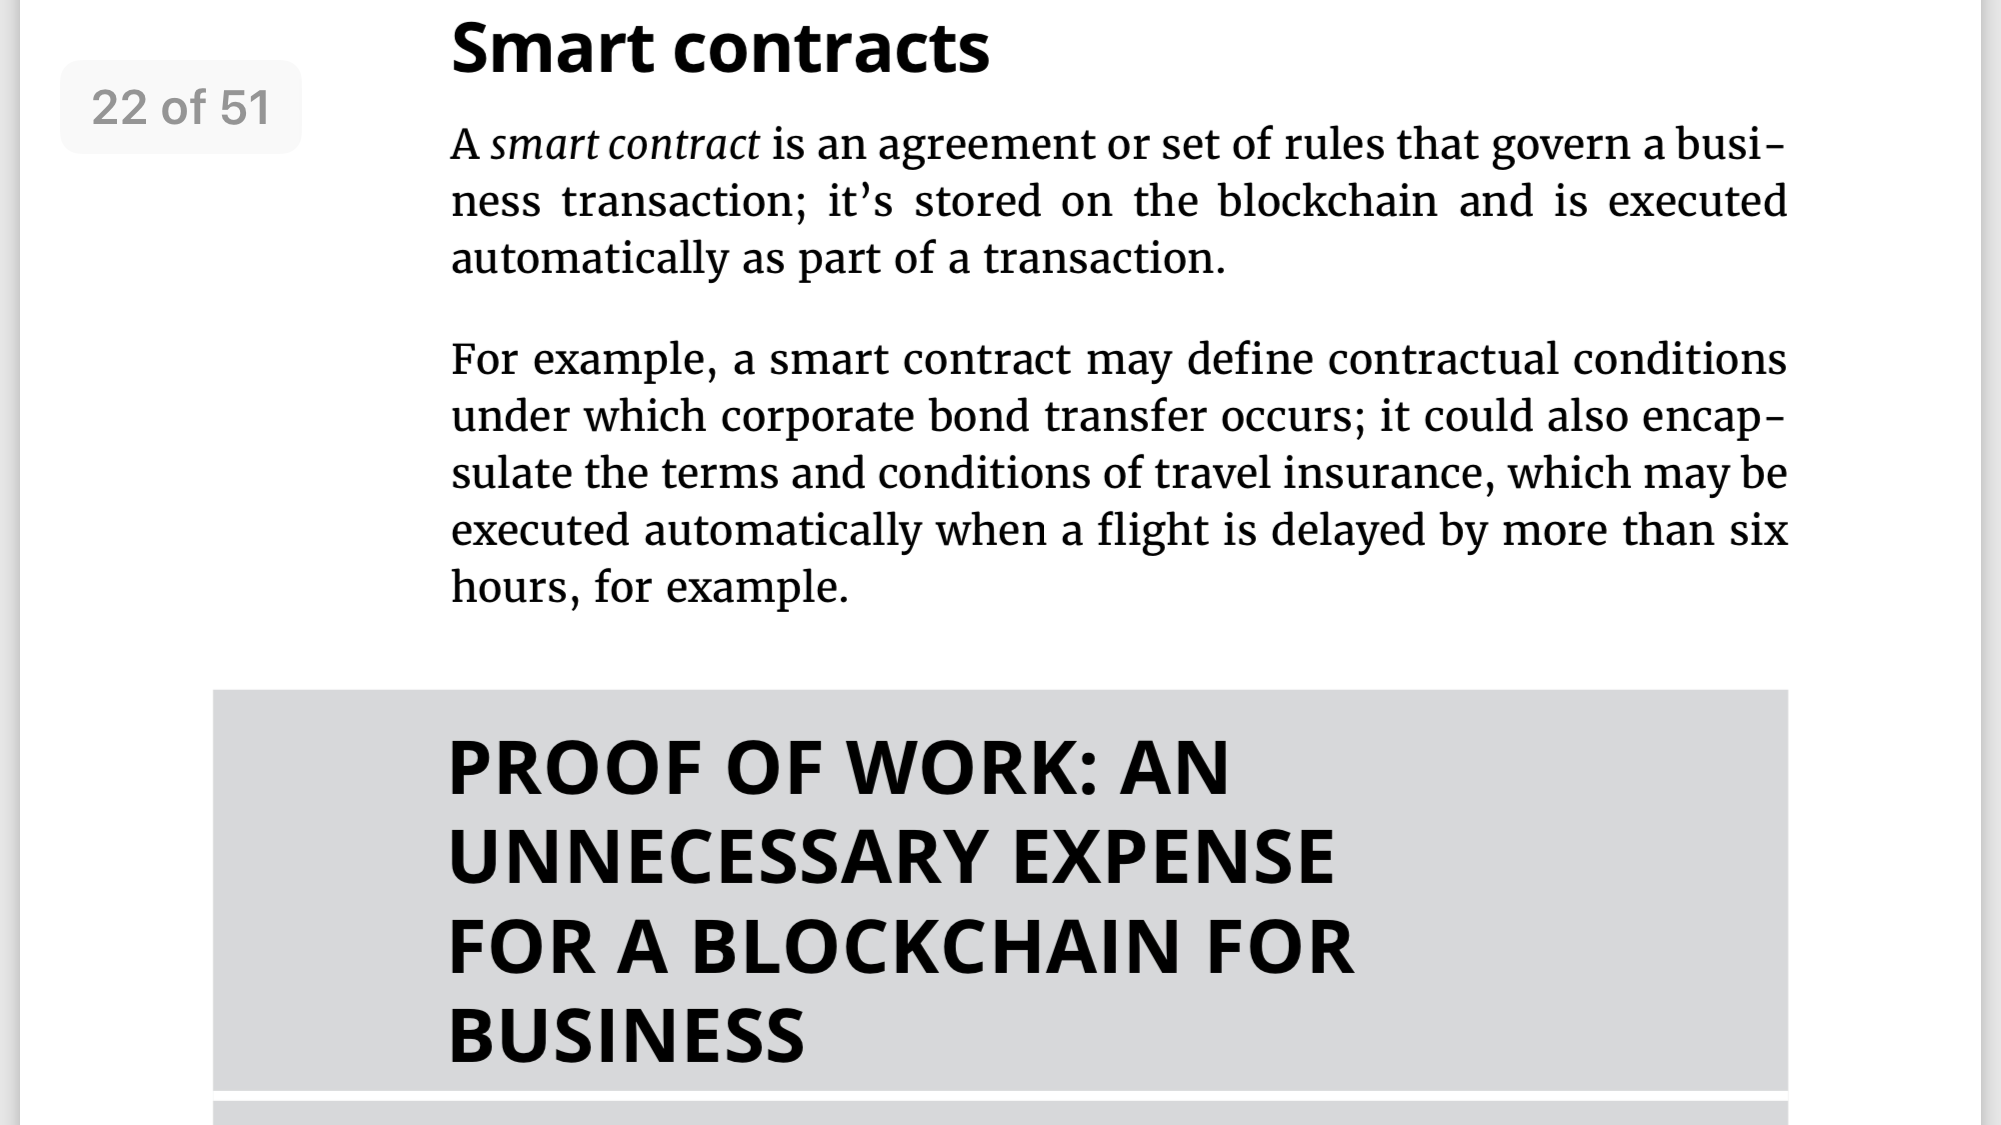 Smart contracts
22 of 51
A smart contract is an agreement or set of rules that govern a busi-
ness transaction; it’s stored on the blockchain and is executed
automatically as part of a transaction.
For example, a smart contract may define contractual conditions
under which corporate bond transfer occurs; it could also encap-
sulate the terms and conditions of travel insurance, which may be
executed automatically when a flight is delayed by more than six
hours, for example.
PROOF OF WORK: AN
UNNECESSARY EXPENSE
FOR A BLOCKCHAIN FOR
BUSINESS